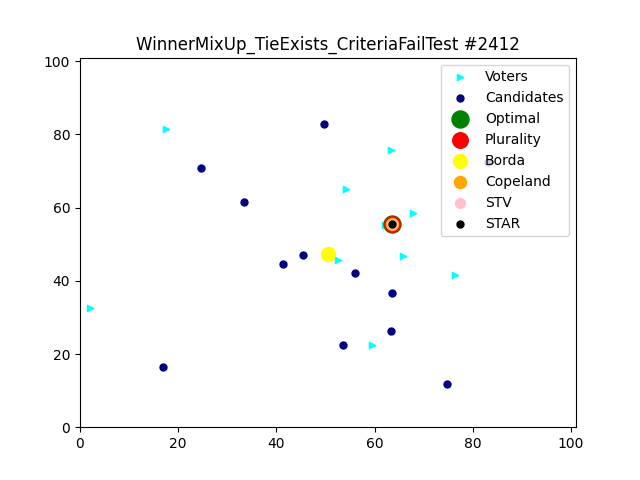 WinnerMixUp_TieExists_CriteriaFailTest #2412
100
80
60
40
20
0
0
20
40
60
80
100
Voters
Candidates
Optimal
Plurality
Borda
Copeland
STV
STAR